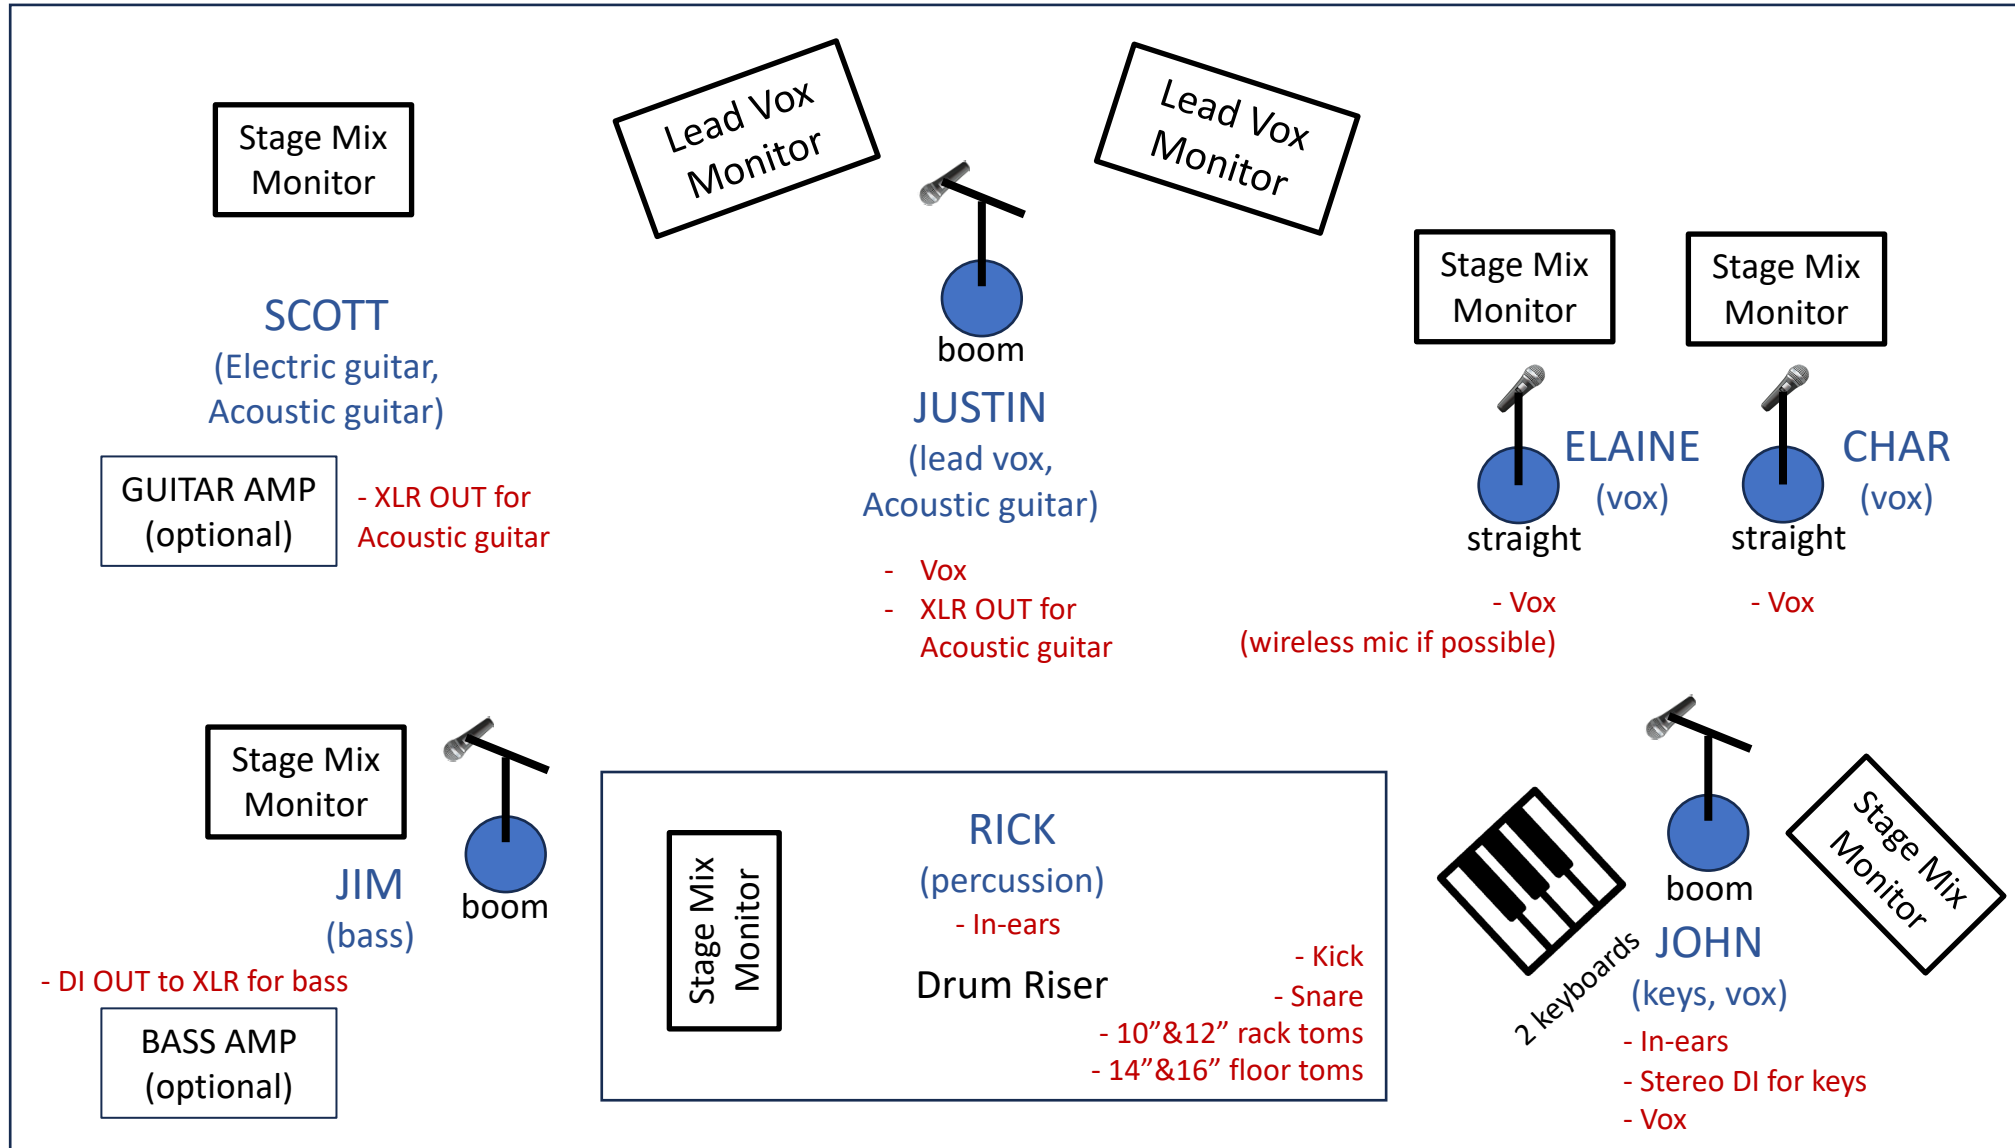 Stage Mix
Monitor
Lead Vox
Monitor
Lead Vox
Monitor
SCOTT
(Electric guitar,
Acoustic guitar)
GUITAR AMP
(optional)
- XLR OUT for
Acoustic guitar
boom
JUSTIN
(lead vox,
Acoustic guitar)
- Vox
- XLR OUT for
Acoustic guitar
Stage Mix
Monitor
Stage Mix
Monitor
ELAINE
(vox)
straight
- Vox
(wireless mic if possible)
CHAR
(vox)
straight
- Vox
Stage Mix
Monitor
boom
JIM
(bass)
- DI OUT to XLR for bass
BASS AMP
(optional)
Stage Mix
Monitor
RICK
(percussion)
- In-ears
Drum Riser
- Kick
- Snare
- 10”&12” rack toms
- 14”&16” floor toms
2 keyboards
boom
Stage Mix
Monitor
JOHN
(keys, vox)
- In-ears
- Stereo DI for keys
- Vox